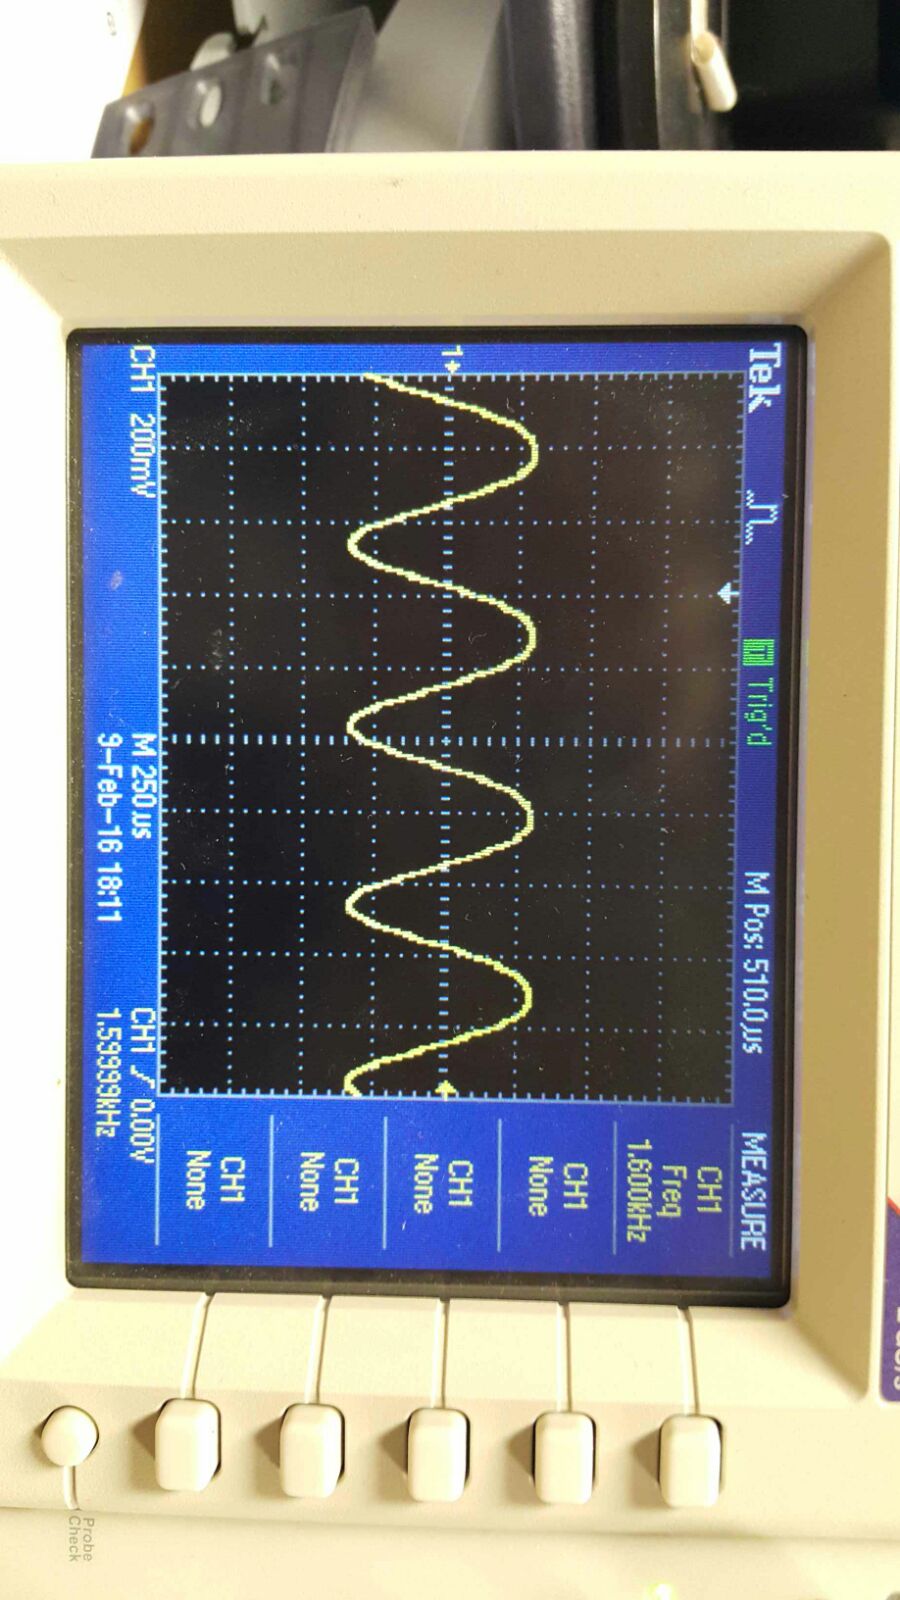 Tek Trig'd M Pos: 510.0µs MEASURE
CH1
Freq
1.600kHz
CH1
None
1
CH1
None
CH1
None
CH1
None
CH1 200mV M 250µs CH1 0.00V
9-Feb-16 18:11 1.59999kHz
Probe
Check